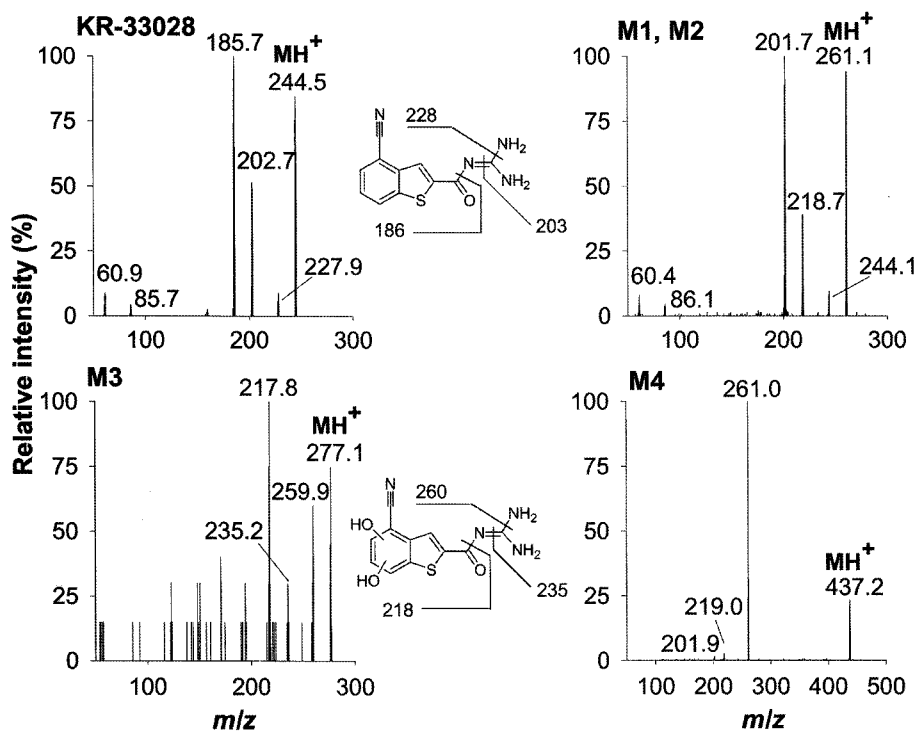 KR-33028
M1, M2
185.7
MH+
244.5
202.7
227.9
60.9
85.7
100
75
50
25
0
100
200
300
N
228
NH2
N
NH2
S
O
186
203
201.7
MH+
261.1
218.7
244.1
60.4
86.1
100
75
50
25
0
100
200
300
Relative intensity (%)
M3
217.8
MH+
277.1
259.9
235.2
100
75
50
25
0
100
200
300
m/z
N
260
HO
NH2
N
NH2
HO
S
O
235
218
M4
261.0
MH+
437.2
219.0
201.9
100
75
50
25
0
100
200
300
400
500
m/z